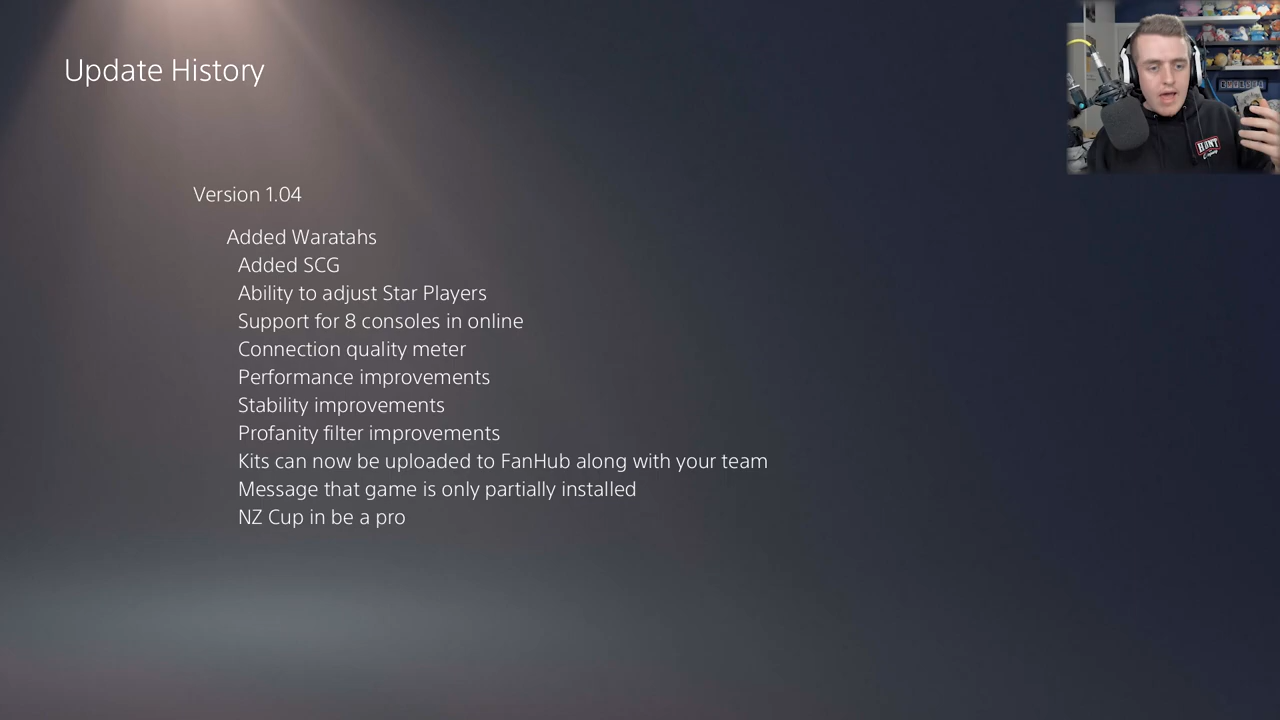 Update History
Version 1.04
Added Waratahs
Added SCG
Ability to adjust Star Players
Support for 8 consoles in online
Connection quality meter
Performance improvements
Stability improvements
Profanity filter improvements
Kits can now be uploaded to FanHub along with your team
Message that game is only partially installed
NZ Cup in be a pro